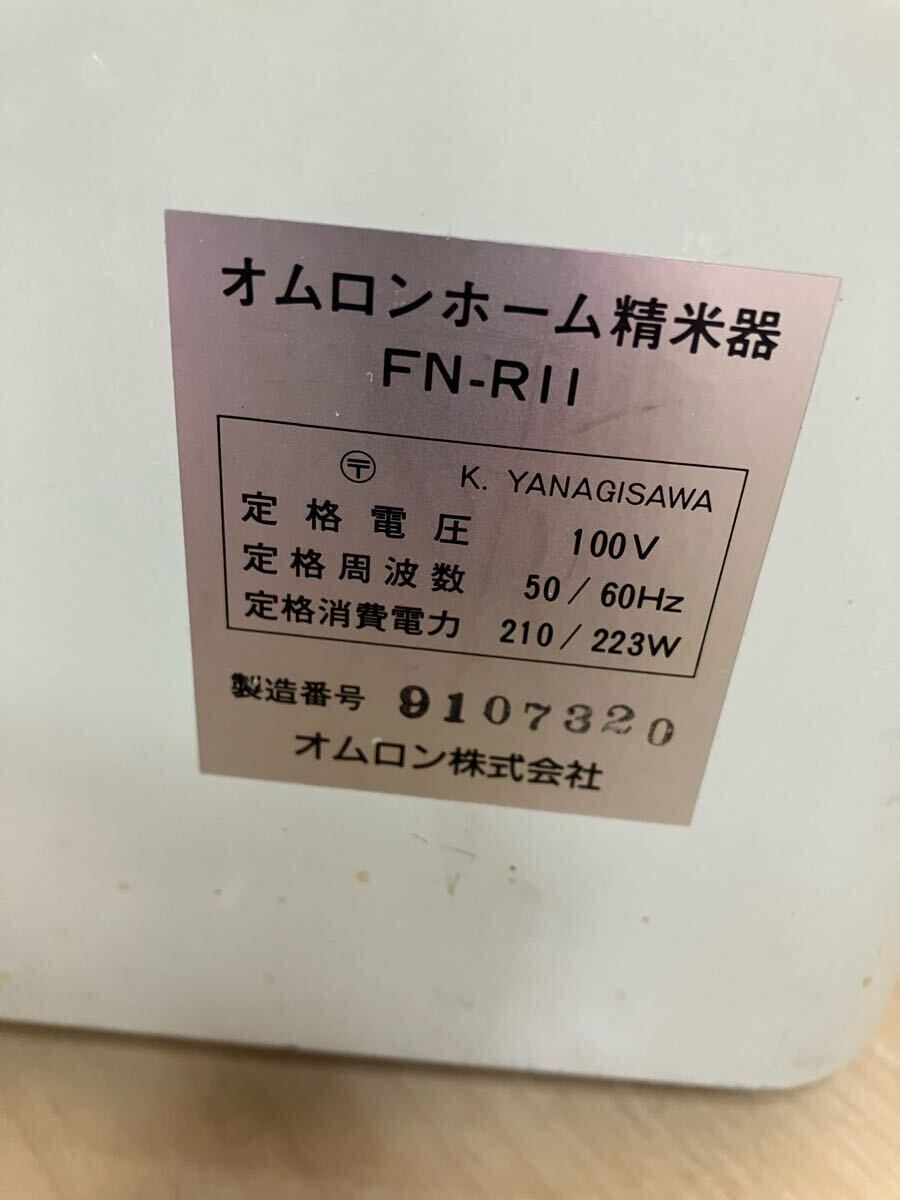 オムロンホーム精米器
FN-R11
〶 K. YANAGISAWA
定格電圧 100V
定格周波数 50/60Hz
定格消費電力 210/223W
製造番号 9107320
オムロン株式会社